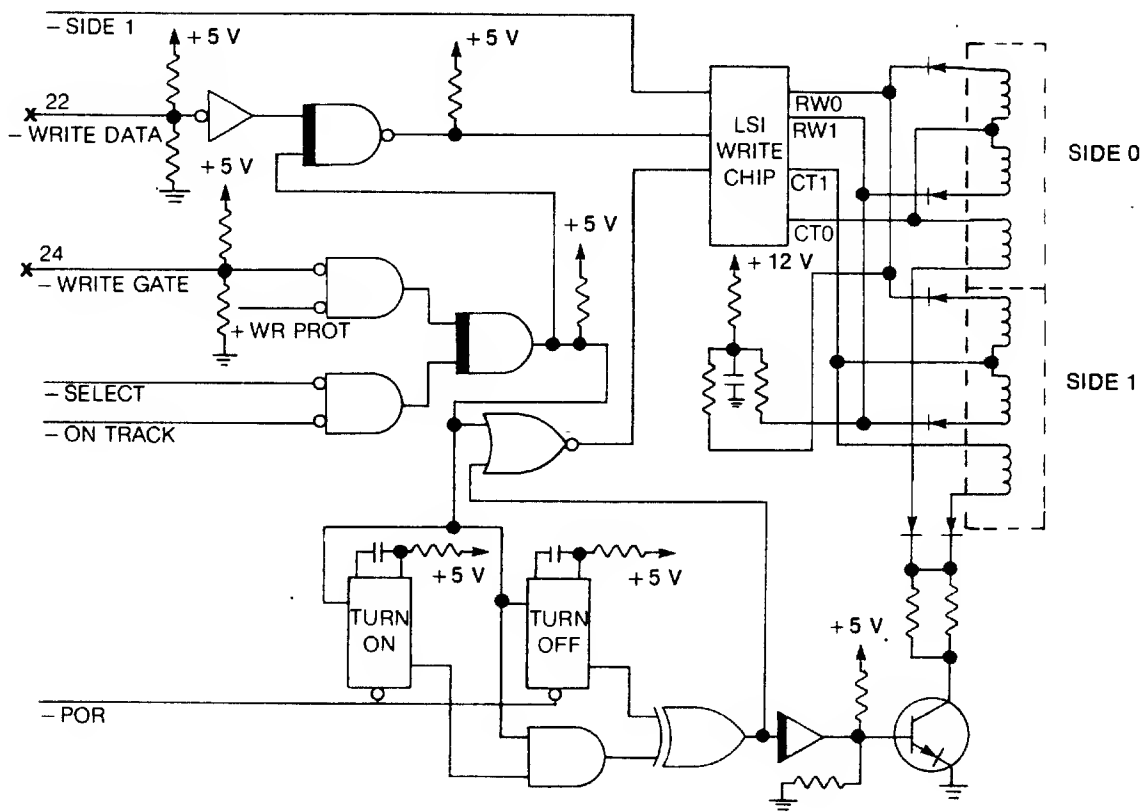 – SIDE 1
+ 5 V
+ 5 V
22
– WRITE DATA
+ 5 V
LSI
WRITE
CHIP
RW0
RW1
CT1
CT0
SIDE 0
24
– WRITE GATE
+ WR PROT
+ 5 V
+ 12 V
– SELECT
– ON TRACK
SIDE 1
+ 5 V
+ 5 V
TURN
ON
TURN
OFF
+ 5 V
– POR